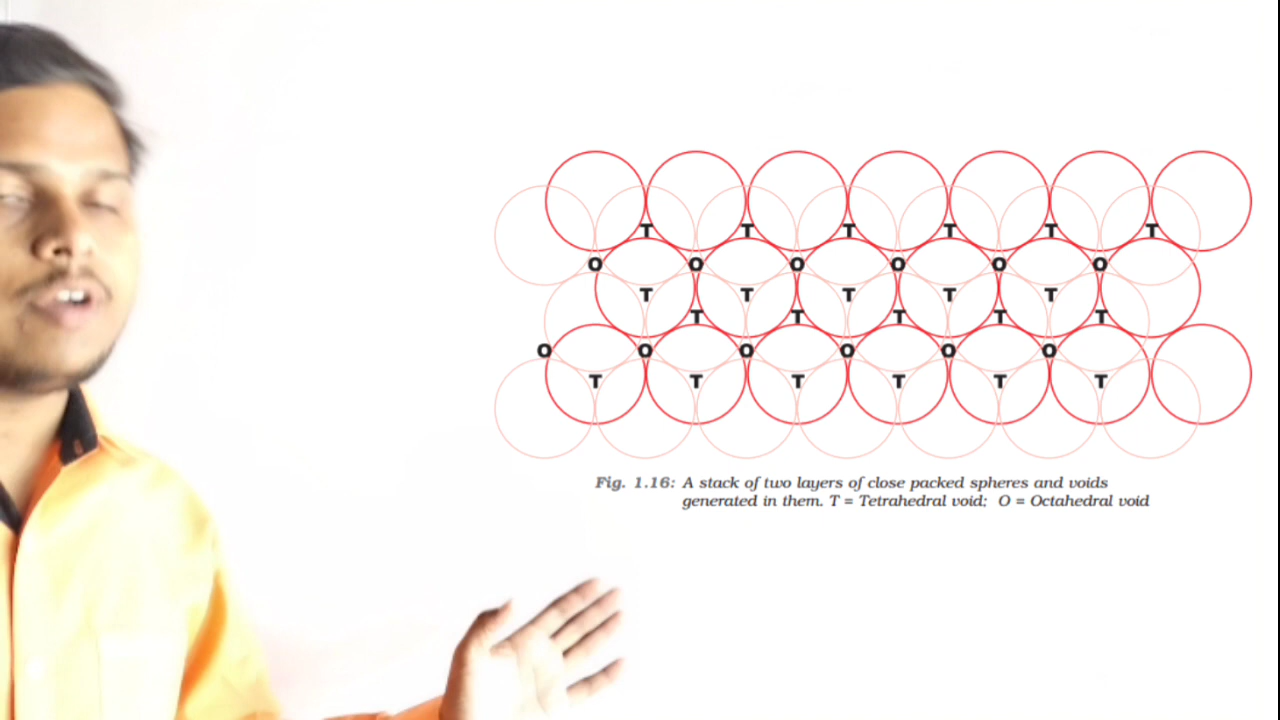 T T T T T T
O O O O O O
T T T T T
T T T T T
O O O O O O
T T T T T T
Fig. 1.16: A stack of two layers of close packed spheres and voids
generated in them. T = Tetrahedral void; O = Octahedral void